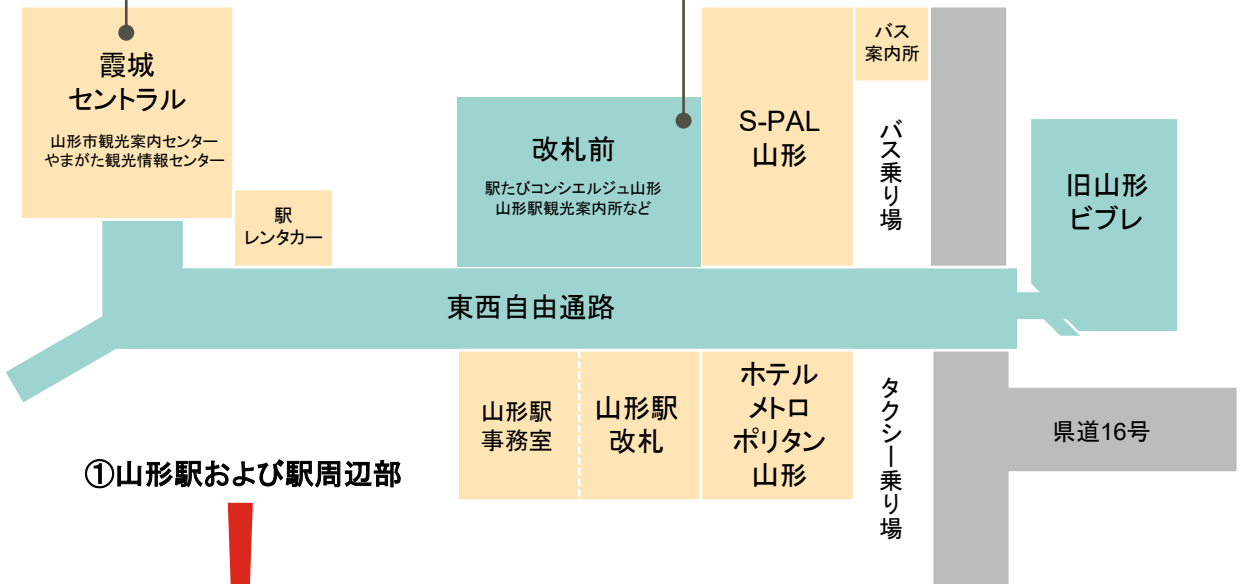 霞城
セントラル
山形市観光案内センター
やまがた観光情報センター
駅
レンタカー
改札前
駅たびコンシエルジュ山形
山形駅観光案内所など
S-PAL
山形
バス
案内所
バス乗り場
旧山形
ビブレ
東西自由通路
山形駅
事務室
山形駅
改札
ホテル
メトロ
ポリタン
山形
タクシー乗り場
県道16号
①山形駅および駅周辺部